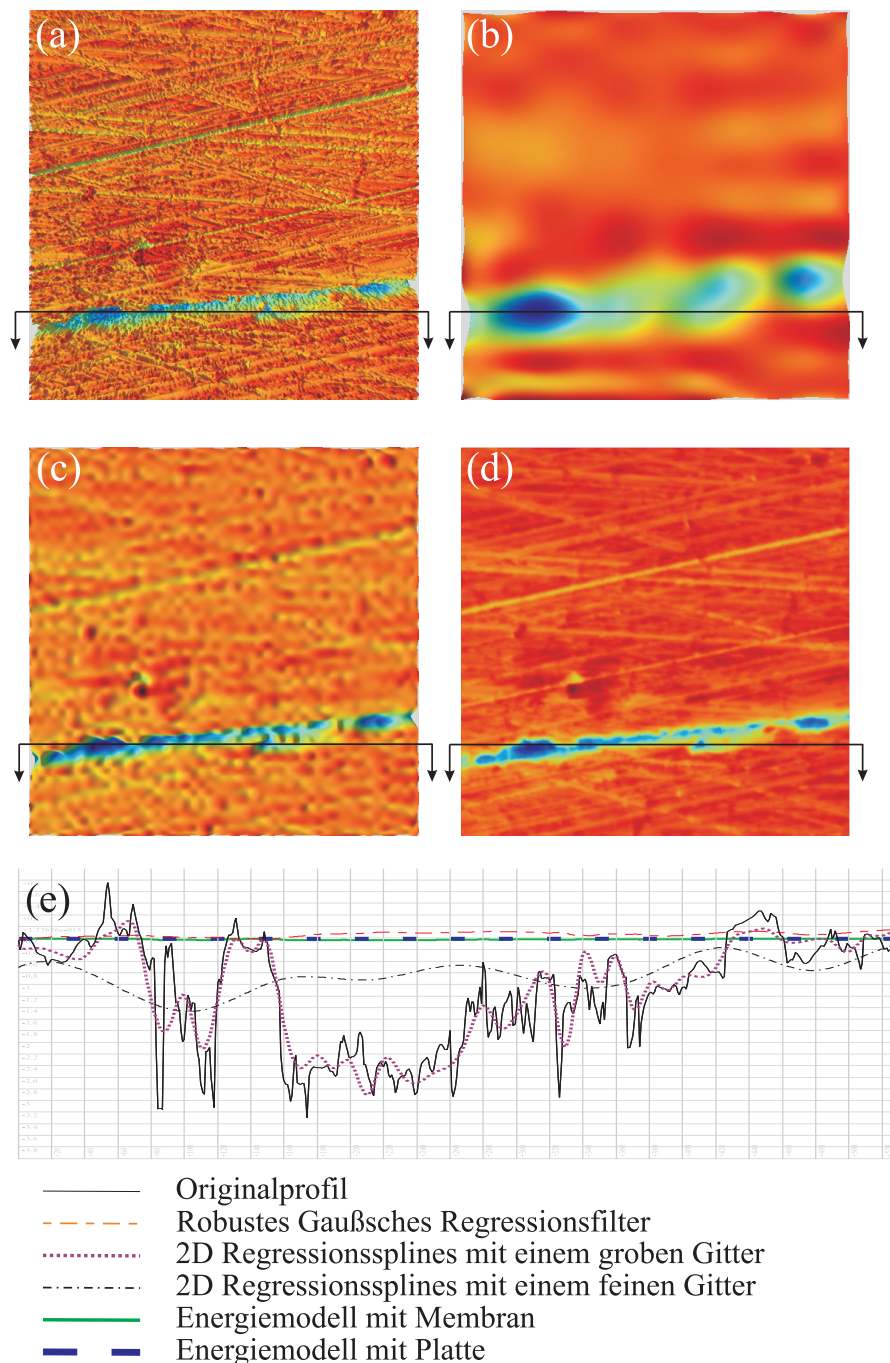 (a)
(b)
(c)
(d)
(e)
Originalprofil
Robustes Gaußsches Regressionsfilter
2D Regressionssplines mit einem groben Gitter
2D Regressionssplines mit einem feinen Gitter
Energiemodell mit Membran
Energiemodell mit Platte